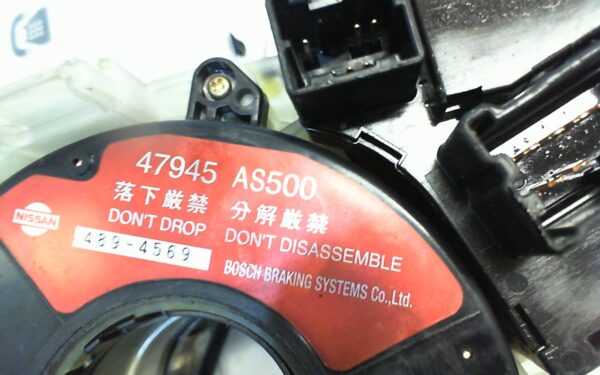 47945 AS500
落下厳禁 分解厳禁
DON'T DROP DON'T DISASSEMBLE
NISSAN
489-4569
BOSCH BRAKING SYSTEMS Co.,Ltd.